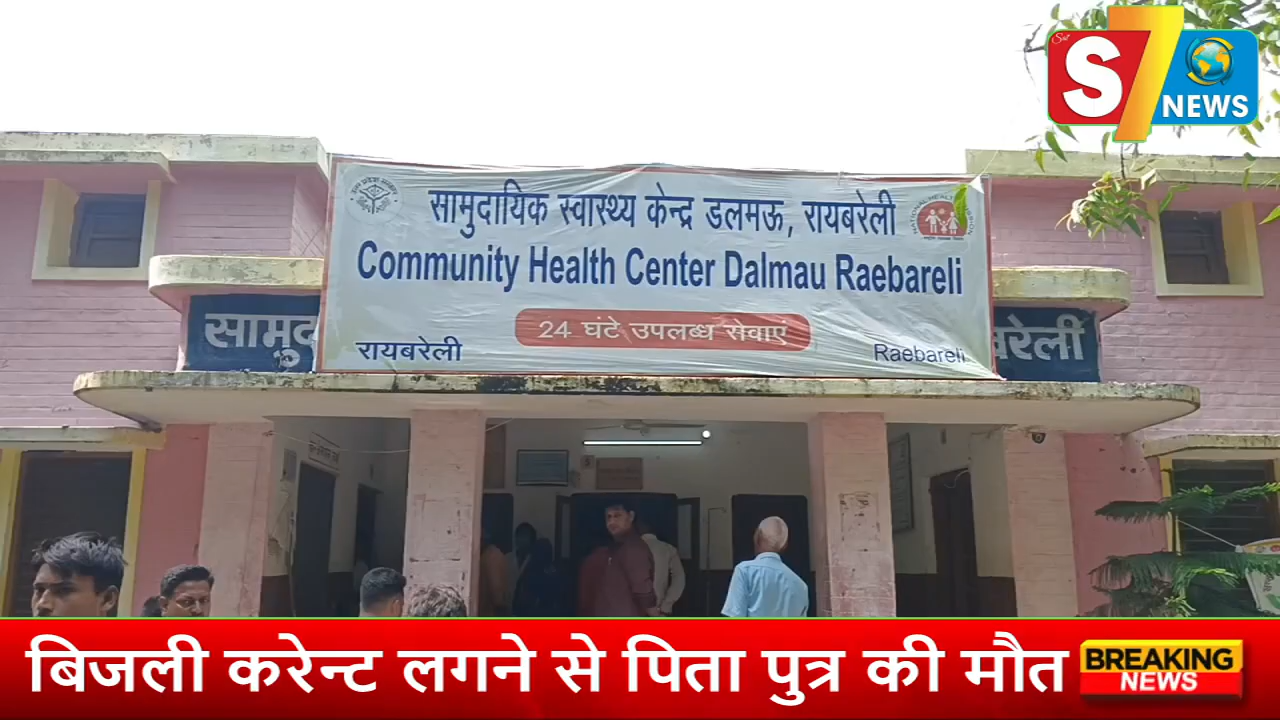 S7 NEWS
सामुदायिक स्वास्थ्य केन्द्र डलमऊ, रायबरेली
Community Health Center Dalmau Raebareli
24 घंटे उपलब्ध सेवाएं
रायबरेली
Raebareli
सामुद
बरेली
बिजली करेन्ट लगने से पिता पुत्र की मौत
BREAKING
NEWS